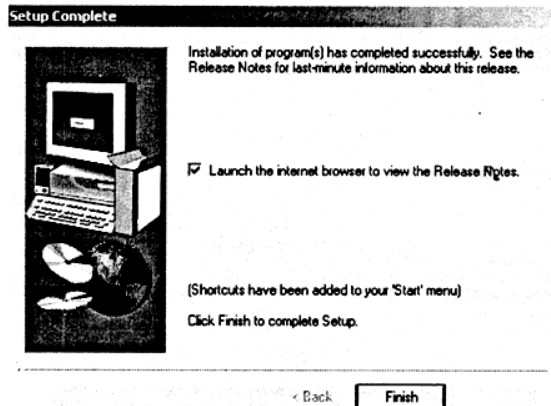 Setup Complete
Installation of program(s) has completed successfully. See the
Release Notes for last-minute information about this release.
Launch the internet browser to view the Release Notes.
(Shortcuts have been added to your 'Start' menu)
Click Finish to complete Setup.
< Back
Finish